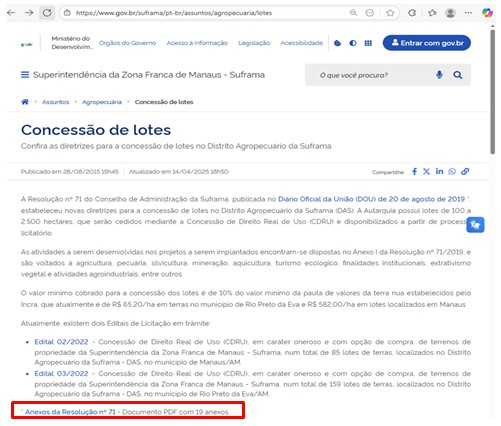 https://www.gov.br/suframa/pt-br/assuntos/agropecuaria/lotes
Ministério do
Desenvolvim...
Órgãos do Governo Acesso à Informação Legislação Acessibilidade
Entrar com gov.br
Superintendência da Zona Franca de Manaus - Suframa
O que você procura?
Assuntos Agropecuária Concessão de lotes
Concessão de lotes
Confira as diretrizes para a concessão de lotes no Distrito Agropecuário da Suframa
Publicado em 28/08/2015 15h45 Atualizado em 14/04/2025 16h50
Compartilhe:
A Resolução nº 71 do Conselho de Administração da Suframa, publicada no Diário Oficial da União (DOU) de 20 de agosto de 2019 *,
estabeleceu novas diretrizes para a concessão de lotes no Distrito Agropecuário da Suframa (DAS). A Autarquia possui lotes de 100 a
2.500 hectares, que serão cedidos mediante a Concessão de Direito Real de Uso (CDRU) e disponibilizados a partir de processo
licitatório
As atividades a serem desenvolvidas nos projetos a serem implantados encontram-se dispostas no Anexo I da Resolução nº 71/2019, e
são voltados à agricultura, pecuária, silvicultura, mineração, aquicultura, turismo ecológico, finalidades institucionais, extrativismo
vegetal e atividades agroindustriais, entre outros.
O valor mínimo cobrado para a concessão dos lotes é de 10% do valor mínimo da pauta de valores da terra nua estabelecidos pelo
Incra, que atualmente é de R$ 65,20/ha em terras no município de Rio Preto da Eva e R$ 582,00/ha em lotes localizados em Manaus
Atualmente, existem dois Editais de Licitação em trâmite:
Edital 02/2022 - Concessão de Direito Real de Uso (CDRU), em caráter oneroso e com opção de compra, de terrenos de
propriedade da Superintendência da Zona Franca de Manaus - Suframa, num total de 85 lotes de terras, localizados no Distrito
Agropecuário da Suframa - DAS, no município de Manaus/AM.
Edital 03/2022 - Concessão de Direito Real de Uso (CDRU), em caráter oneroso e com opção de compra, de terrenos de
propriedade da Superintendência da Zona Franca de Manaus - Suframa, num total de 159 lotes de terras, localizados no Distrito
Agropecuário da Suframa - DAS, no município de Rio Preto da Eva/AM.
* Anexos da Resolução nº 71 - Documento PDF com 19 anexos.